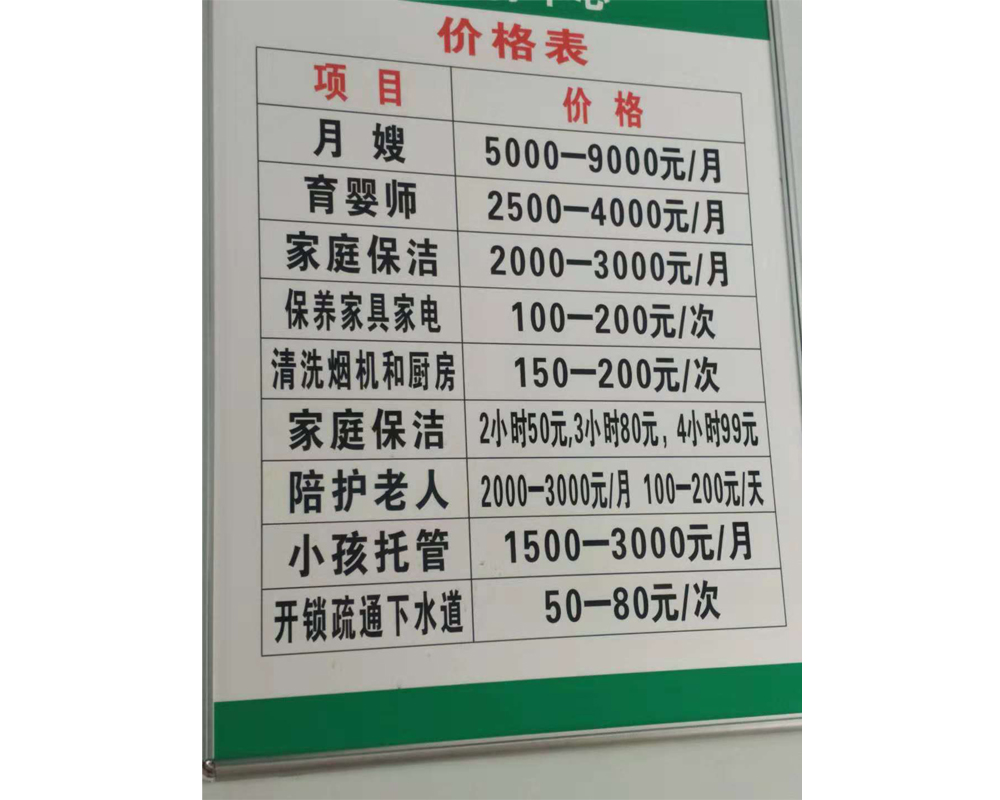 价格表
项目 价格
月嫂 5000—9000元/月
育婴师 2500—4000元/月
家庭保洁 2000—3000元/月
保养家具家电 100—200元/次
清洗烟机和厨房 150—200元/次
家庭保洁 2小时50元,3小时80元，4小时99元
陪护老人 2000—3000元/月 100—200元/天
小孩托管 1500—3000元/月
开锁疏通下水道 50—80元/次